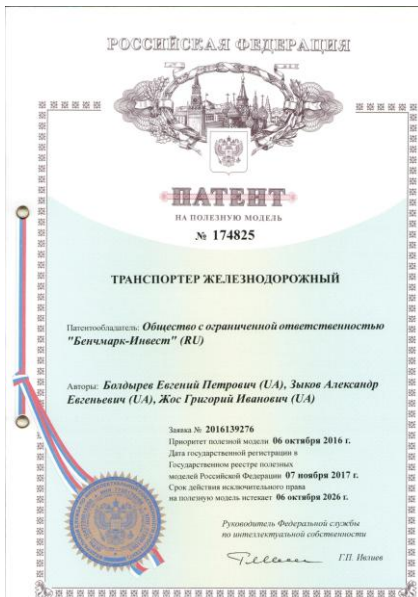 РОССИЙСКАЯ ФЕДЕРАЦИЯ
ПАТЕНТ
НА ПОЛЕЗНУЮ МОДЕЛЬ
№ 174825
ТРАНСПОРТЕР ЖЕЛЕЗНОДОРОЖНЫЙ
Патентообладатель: Общество с ограниченной ответственностью
"Бенчмарк-Инвест" (RU)
Авторы: Болдырев Евгений Петрович (UA), Зыков Александр
Евгеньевич (UA), Жос Григорий Иванович (UA)
Заявка № 2016139276
Приоритет полезной модели 06 октября 2016 г.
Дата государственной регистрации в
Государственном реестре полезных
моделей Российской Федерации 07 ноября 2017 г.
Срок действия исключительного права
на полезную модель истекает 06 октября 2026 г.
Руководитель Федеральной службы
по интеллектуальной собственности
Г.П. Ивлиев